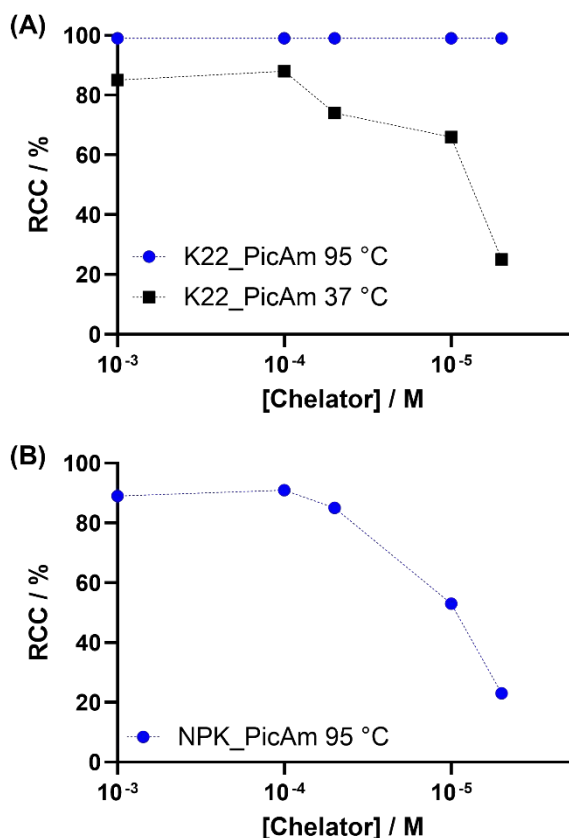 (A)
100
80
60
40
20
0
RCC / %
K22_PicAm 95 °C
K22_PicAm 37 °C
10⁻³ 10⁻⁴ 10⁻⁵
[Chelator] / M
(B)
100
80
60
40
20
0
RCC / %
NPK_PicAm 95 °C
10⁻³ 10⁻⁴ 10⁻⁵
[Chelator] / M